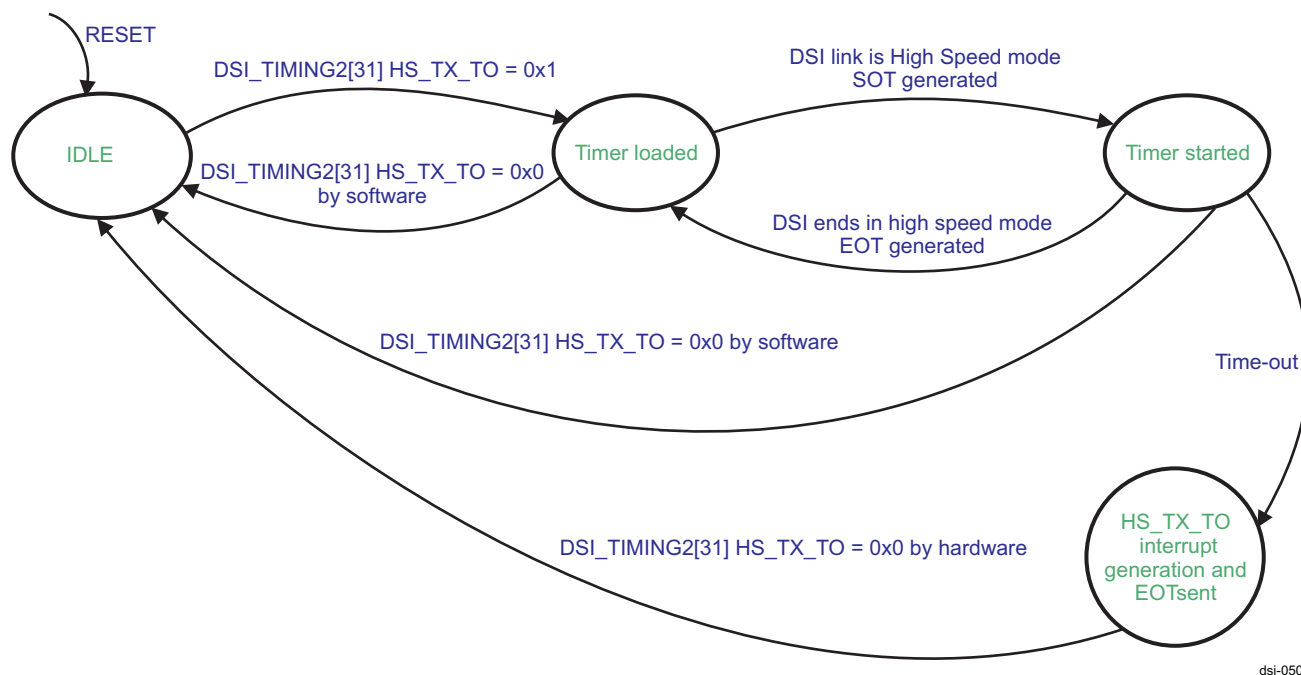 RESET
DSI_TIMING2[31] HS_TX_TO = 0x1
DSI link is High Speed mode
SOT generated
IDLE
Timer loaded
Timer started
DSI_TIMING2[31] HS_TX_TO = 0x0
by software
DSI ends in high speed mode
EOT generated
DSI_TIMING2[31] HS_TX_TO = 0x0 by software
Time-out
HS_TX_TO
interrupt
generation and
EOTsent
DSI_TIMING2[31] HS_TX_TO = 0x0 by hardware
dsi-050